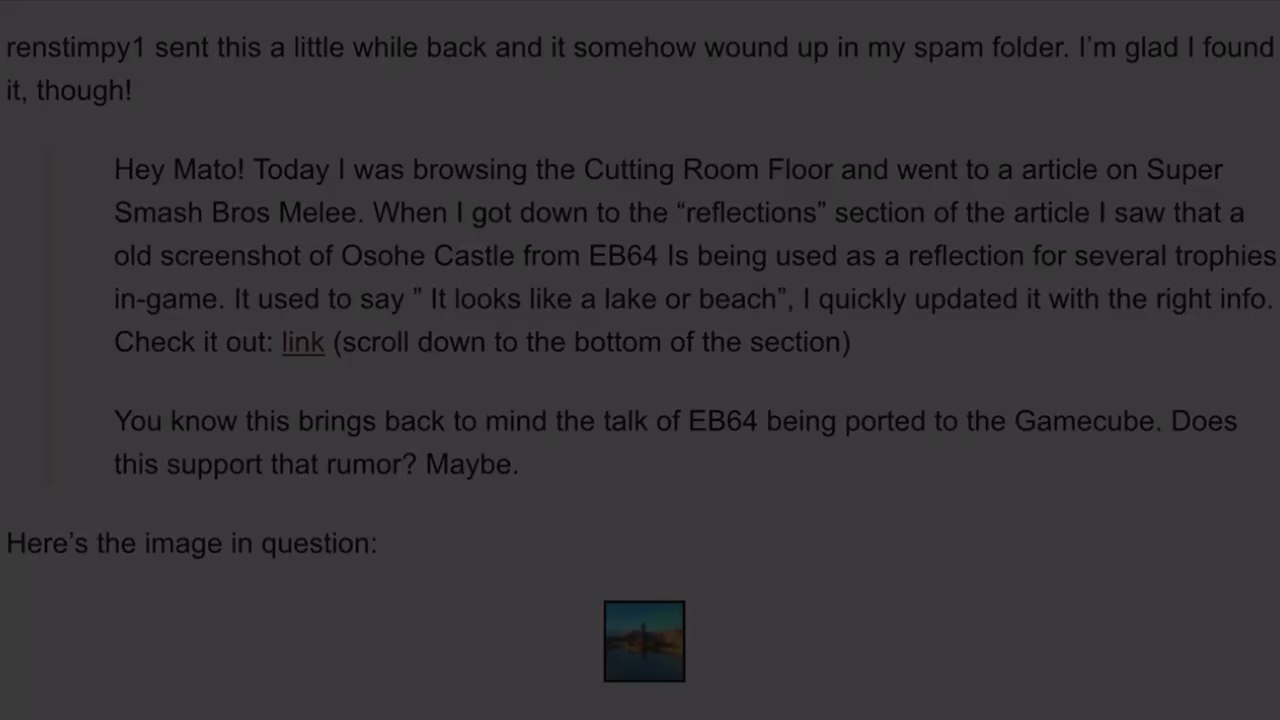 renstimpy1 sent this a little while back and it somehow wound up in my spam folder. I’m glad I found
it, though!
Hey Mato! Today I was browsing the Cutting Room Floor and went to a article on Super
Smash Bros Melee. When I got down to the “reflections” section of the article I saw that a
old screenshot of Osohe Castle from EB64 Is being used as a reflection for several trophies
in-game. It used to say ” It looks like a lake or beach”, I quickly updated it with the right info.
Check it out: link (scroll down to the bottom of the section)
You know this brings back to mind the talk of EB64 being ported to the Gamecube. Does
this support that rumor? Maybe.
Here’s the image in question: